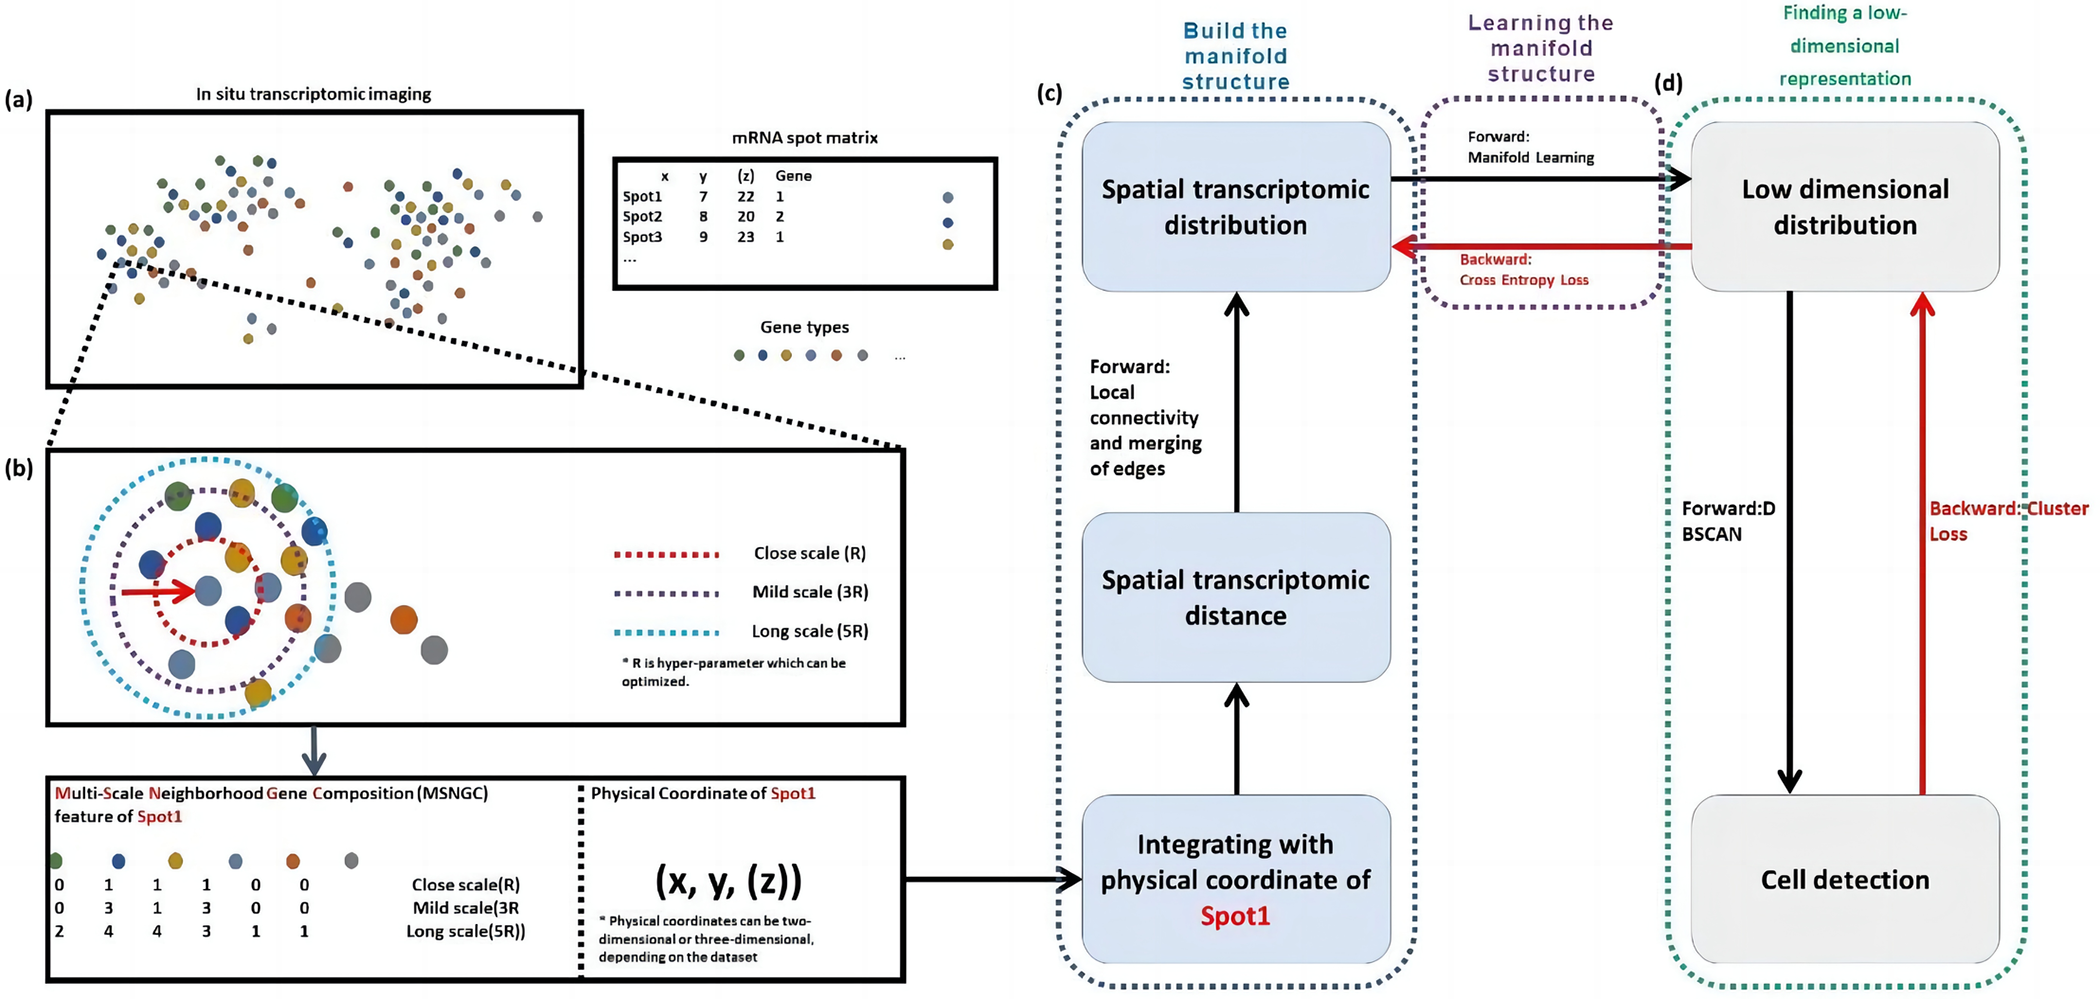 (a)
In situ transcriptomic imaging
mRNA spot matrix
x y (z) Gene
Spot1 7 22 1
Spot2 8 20 2
Spot3 9 23 1
...
Gene types
...
(b)
Close scale (R)
Mild scale (3R)
Long scale (5R)
* R is hyper-parameter which can be
optimized.
Multi-Scale Neighborhood Gene Composition (MSNGC)
feature of Spot1
0 1 1 1 0 0 Close scale(R)
0 3 1 3 0 0 Mild scale(3R
2 4 4 3 1 1 Long scale(5R))
Physical Coordinate of Spot1
(x, y, (z))
* Physical coordinates can be two-
dimensional or three-dimensional,
depending on the dataset
(c)
Build the
manifold
structure
Spatial transcriptomic
distribution
Forward:
Local
connectivity
and merging
of edges
Spatial transcriptomic
distance
Integrating with
physical coordinate of
Spot1
Learning the
manifold
structure
Forward:
Manifold Learning
Backward:
Cross Entropy Loss
(d)
Finding a low-
dimensional
representation
Low dimensional
distribution
Forward:D
BSCAN
Backward: Cluster
Loss
Cell detection